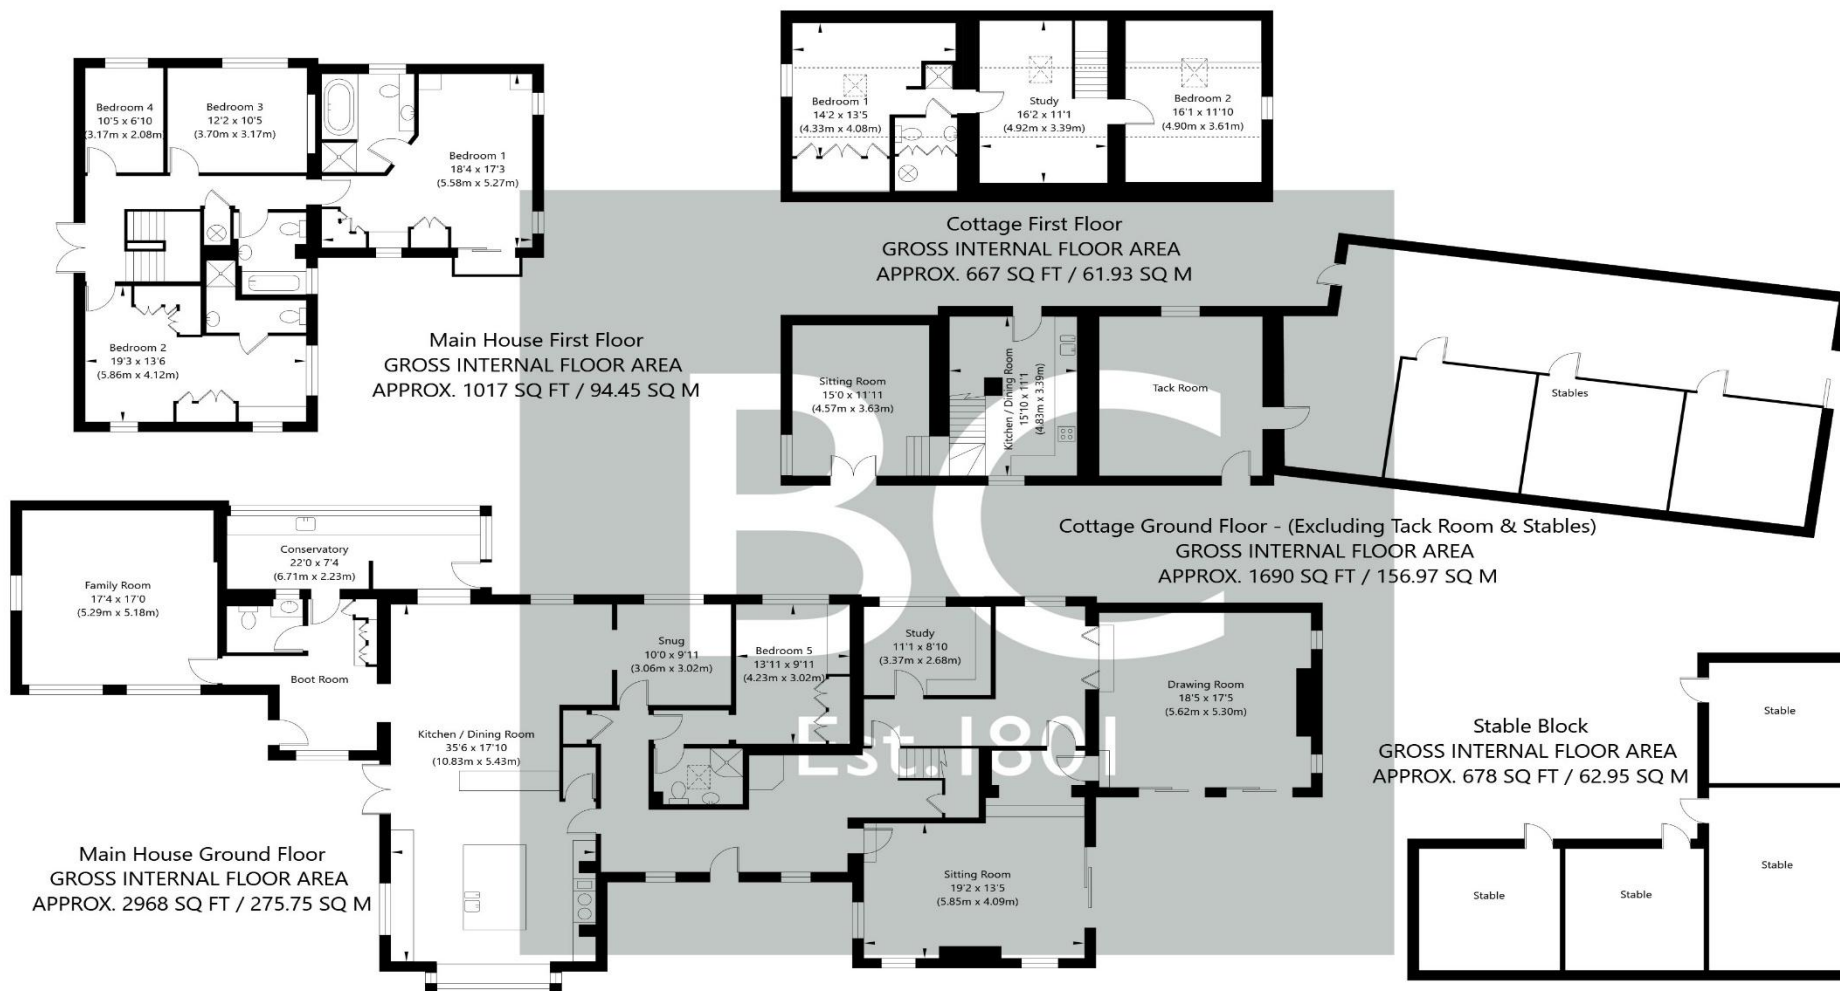 Bedroom 4
10'5 x 6'10
(3.17m x 2.08m)
Bedroom 3
12'2 x 10'5
(3.70m x 3.17m)
Bedroom 1
18'4 x 17'3
(5.58m x 5.27m)
Bedroom 2
19'3 x 13'6
(5.86m x 4.12m)
Main House First Floor
GROSS INTERNAL FLOOR AREA
APPROX. 1017 SQ FT / 94.45 SQ M
Bedroom 1
14'2 x 13'5
(4.33m x 4.08m)
Study
16'2 x 11'1
(4.92m x 3.39m)
Bedroom 2
16'1 x 11'10
(4.90m x 3.61m)
Cottage First Floor
GROSS INTERNAL FLOOR AREA
APPROX. 667 SQ FT / 61.93 SQ M
Sitting Room
15'0 x 11'11
(4.57m x 3.63m)
Kitchen / Dining Room
15'10 x 11'1
(4.83m x 3.39m)
Tack Room
Stables
Cottage Ground Floor - (Excluding Tack Room & Stables)
GROSS INTERNAL FLOOR AREA
APPROX. 1690 SQ FT / 156.97 SQ M
BC
Est. 1801
Family Room
17'4 x 17'0
(5.29m x 5.18m)
Conservatory
22'0 x 7'4
(6.71m x 2.23m)
Boot Room
Kitchen / Dining Room
35'6 x 17'10
(10.83m x 5.43m)
Snug
10'0 x 9'11
(3.06m x 3.02m)
Bedroom 5
13'11 x 9'11
(4.23m x 3.02m)
Study
11'1 x 8'10
(3.37m x 2.68m)
Drawing Room
18'5 x 17'5
(5.62m x 5.30m)
Sitting Room
19'2 x 13'5
(5.85m x 4.09m)
Main House Ground Floor
GROSS INTERNAL FLOOR AREA
APPROX. 2968 SQ FT / 275.75 SQ M
Stable Block
GROSS INTERNAL FLOOR AREA
APPROX. 678 SQ FT / 62.95 SQ M
Stable
Stable
Stable
Stable